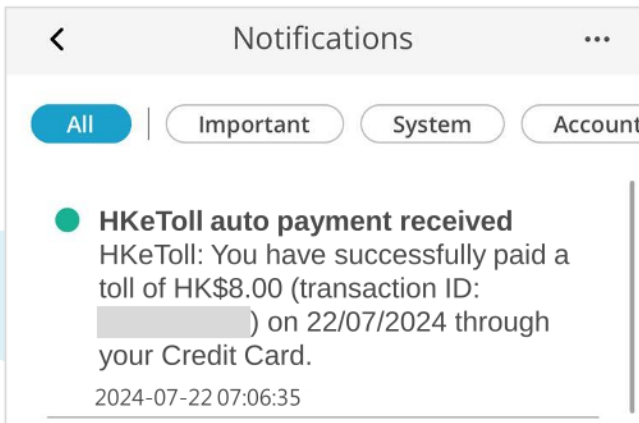 Notifications
All
Important
System
Account
HKeToll auto payment received
HKeToll: You have successfully paid a
toll of HK$8.00 (transaction ID:
) on 22/07/2024 through
your Credit Card.
2024-07-22 07:06:35